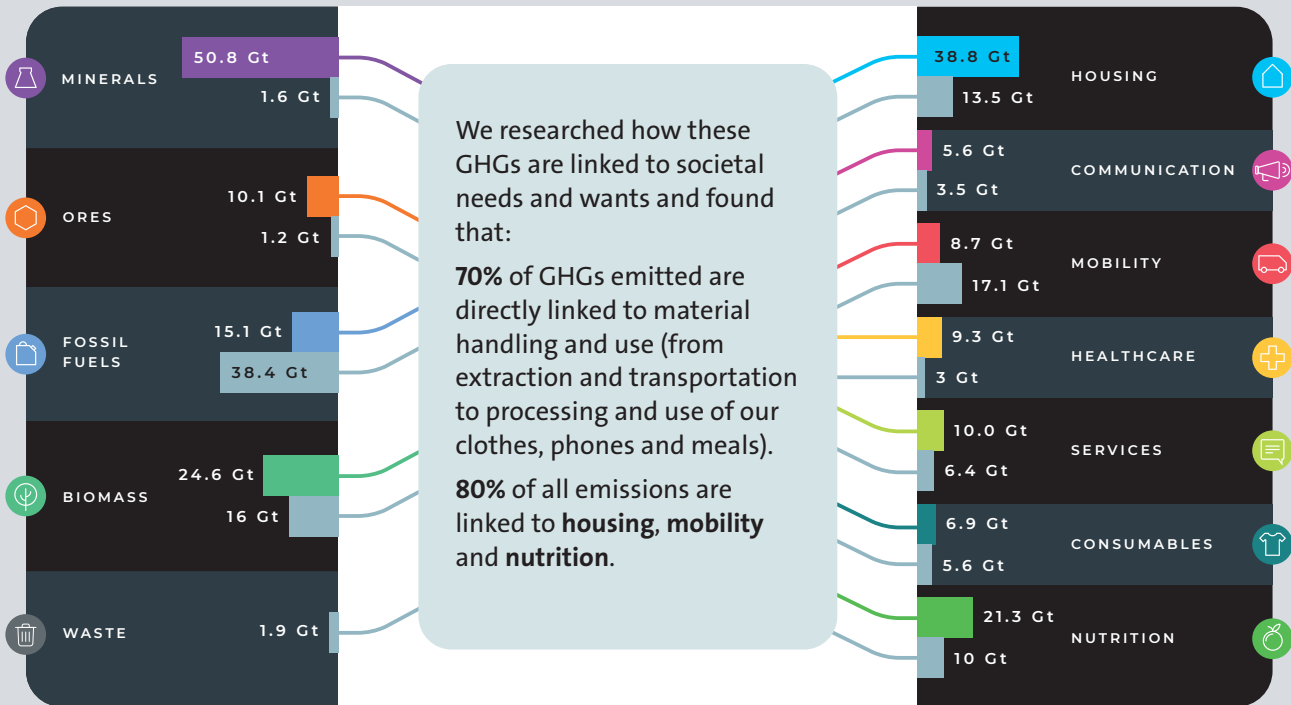 MINERALS
50.8 Gt
1.6 Gt
ORES
10.1 Gt
1.2 Gt
FOSSIL
FUELS
15.1 Gt
38.4 Gt
BIOMASS
24.6 Gt
16 Gt
WASTE
1.9 Gt
We researched how these
GHGs are linked to societal
needs and wants and found
that:
70% of GHGs emitted are
directly linked to material
handling and use (from
extraction and transportation
to processing and use of our
clothes, phones and meals).
80% of all emissions are
linked to housing, mobility
and nutrition.
38.8 Gt
13.5 Gt
HOUSING
5.6 Gt
3.5 Gt
COMMUNICATION
8.7 Gt
17.1 Gt
MOBILITY
9.3 Gt
3 Gt
HEALTHCARE
10.0 Gt
6.4 Gt
SERVICES
6.9 Gt
5.6 Gt
CONSUMABLES
21.3 Gt
10 Gt
NUTRITION